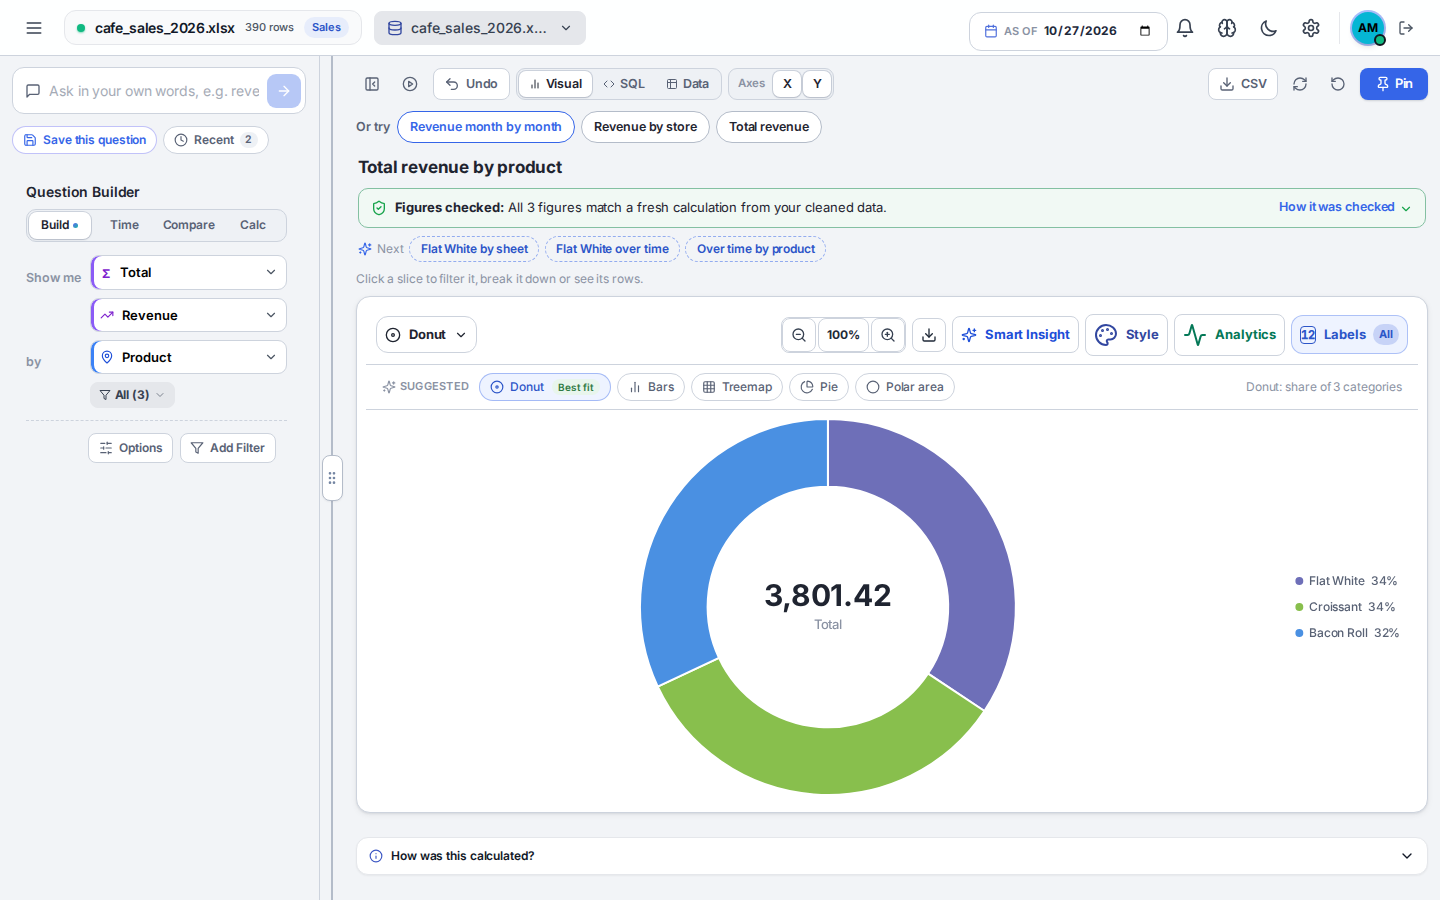 cafe_sales_2026.xlsx 390 rows Sales cafe_sales_2026.x... AS OF 10/27/2026 AM
Ask in your own words, e.g. reve
Undo Visual SQL Data Axes X Y CSV Pin
Save this question Recent 2
Or try Revenue month by month Revenue by store Total revenue
Total revenue by product
Question Builder
Figures checked: All 3 figures match a fresh calculation from your cleaned data. How it was checked
Build Time Compare Calc
Next Flat White by sheet Flat White over time Over time by product
Show me Total
Click a slice to filter it, break it down or see its rows.
Revenue
Donut 100% Smart Insight Style Analytics 12 Labels All
by Product
SUGGESTED Donut Best fit Bars Treemap Pie Polar area Donut: share of 3 categories
All (3)
Options Add Filter
3,801.42
Total
Flat White 34%
Croissant 34%
Bacon Roll 32%
How was this calculated?